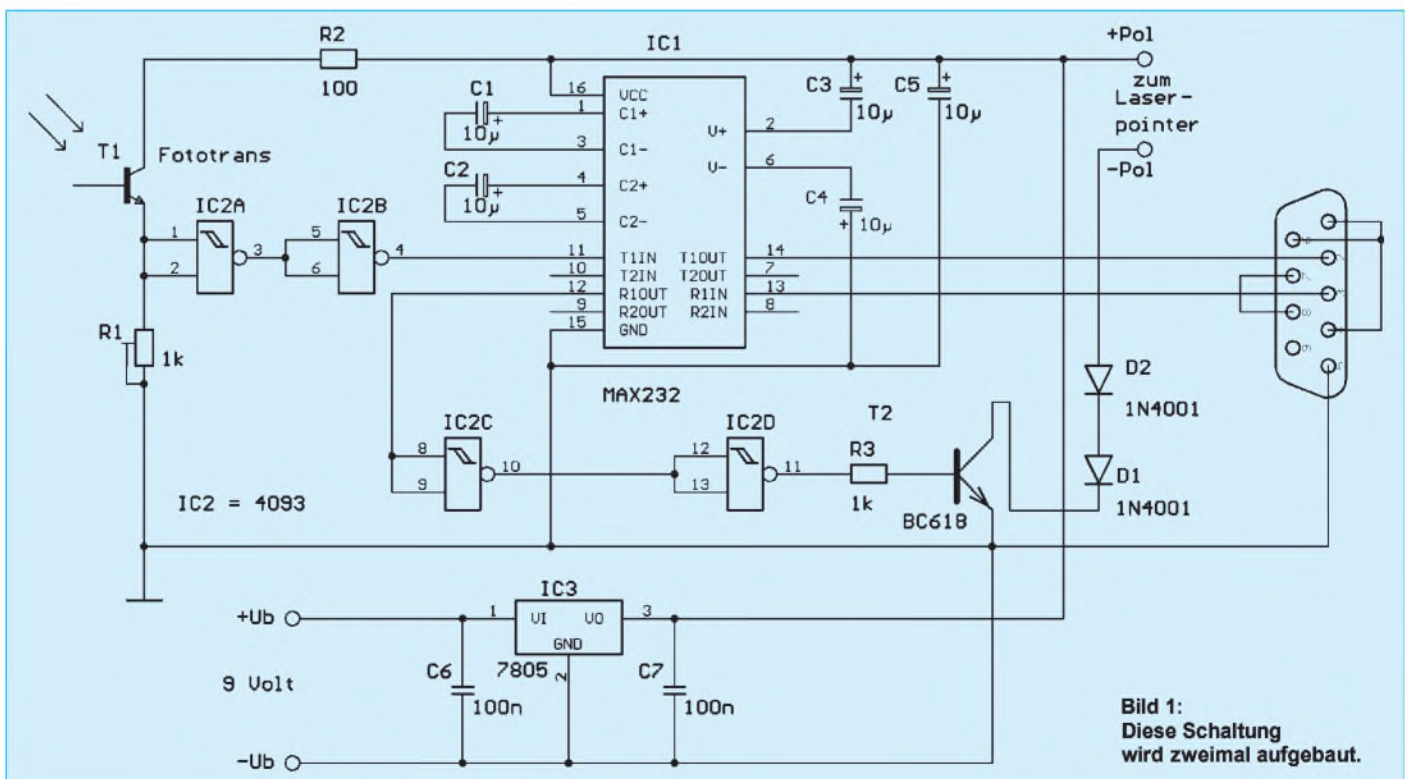 R2
100
IC1
+Pol
zum
Laser-
pointer
-Pol
T1 Fototrans
C1
10µ
+
C2
10µ
+
16 VCC
1 C1+
3 C1-
4 C2+
5 C2-
11 T1IN
10 T2IN
12 R1OUT
9 R2OUT
15 GND
V+ 2
V- 6
T1OUT 14
T2OUT 7
R1IN 13
R2IN 8
MAX232
C3
+
10µ
C5
+
10µ
C4
+ 10µ
IC2A
1
2
3
IC2B
5
6
4
R1
1k
IC2C
8
9
10
IC2D
12
13
11
IC2 = 4093
R3
1k
T2
BC618
D2
1N4001
D1
1N4001
+Ub
9 Volt
-Ub
IC3
1 VI VO 3
GND
7805
2
C6
100n
C7
100n
Bild 1:
Diese Schaltung
wird zweimal aufgebaut.